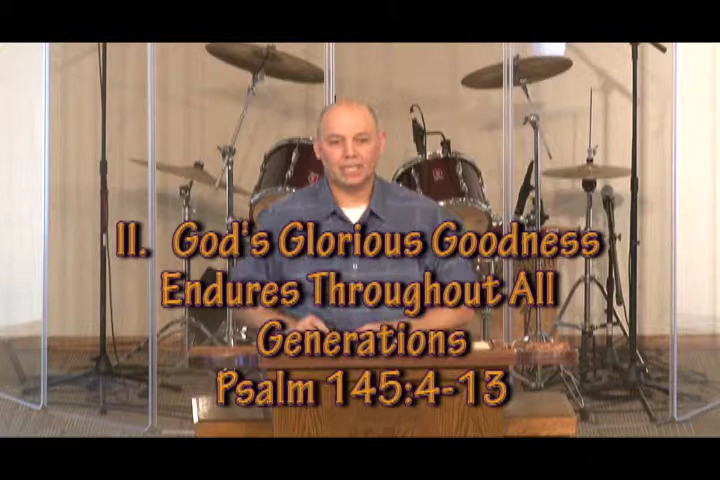 II.  God's Glorious Goodness
Endures Throughout All
Generations
Psalm 145:4-13